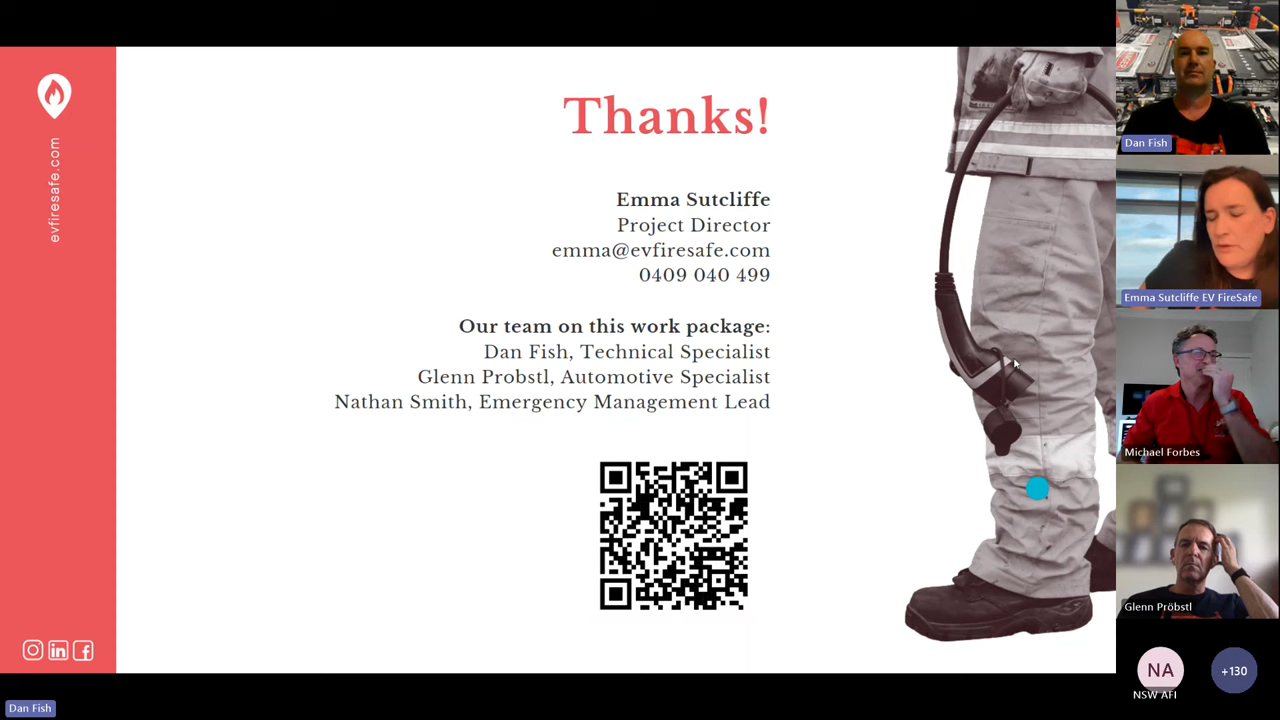 evfiresafe.com
Thanks!
Emma Sutcliffe
Project Director
emma@evfiresafe.com
0409 040 499
Our team on this work package:
Dan Fish, Technical Specialist
Glenn Probstl, Automotive Specialist
Nathan Smith, Emergency Management Lead
Dan Fish
Dan Fish
Emma Sutcliffe EV FireSafe
Michael Forbes
Glenn Pröbstl
NA
NSW AFI
+130